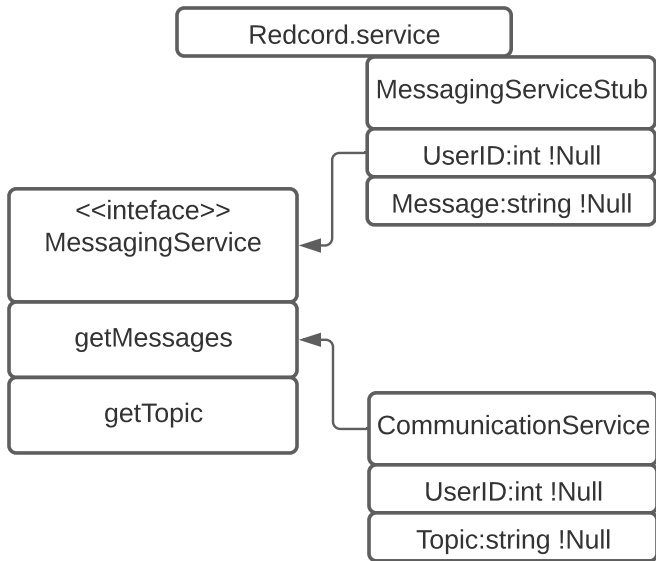 Redcord.service
MessagingServiceStub
UserID:int !Null
Message:string !Null
<<inteface>>
MessagingService
getMessages
getTopic
CommunicationService
UserID:int !Null
Topic:string !Null